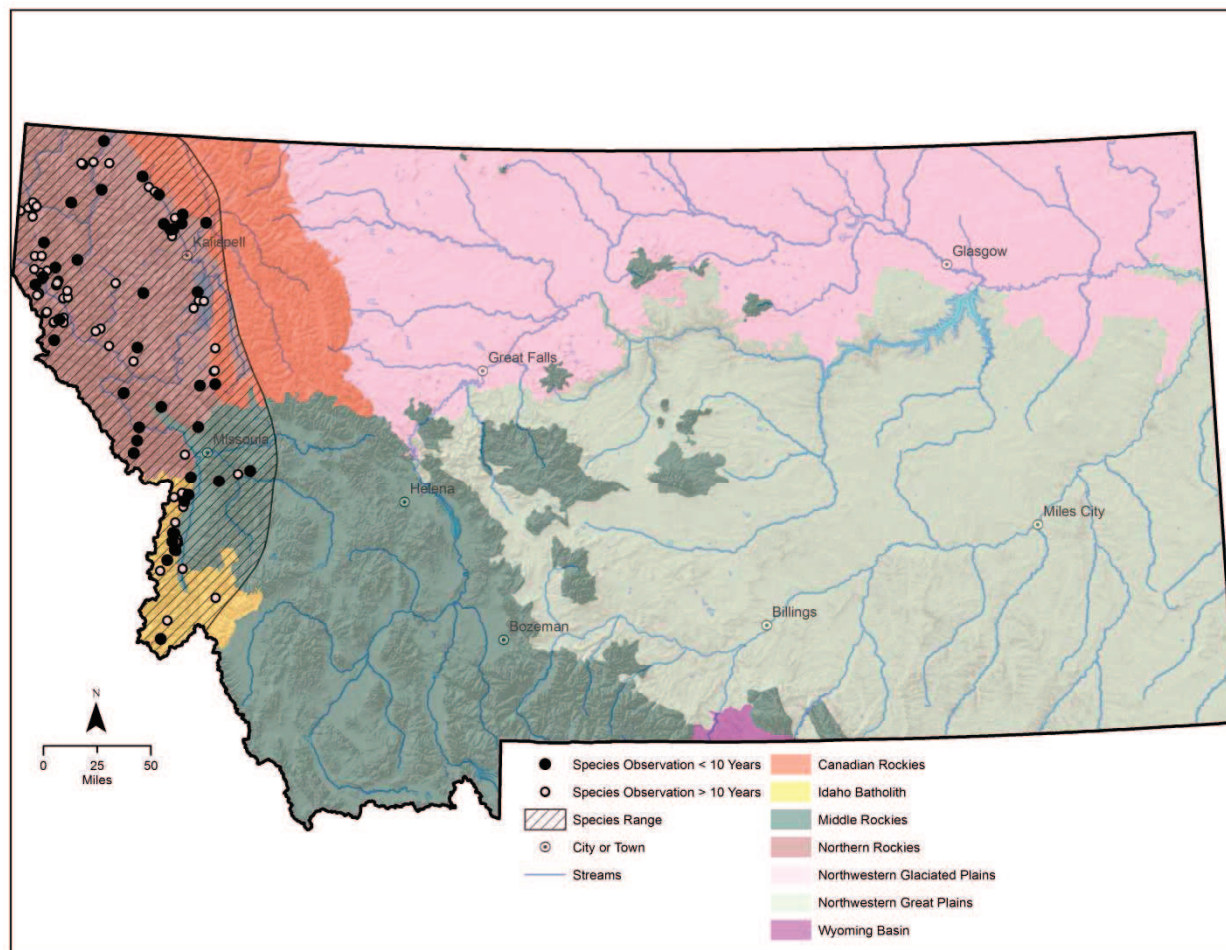 Kalispell
Glasgow
Great Falls
Missoula
Helena
Miles City
Billings
Bozeman
N
0 25 50
Miles
Species Observation < 10 Years
Species Observation > 10 Years
Species Range
City or Town
Streams
Canadian Rockies
Idaho Batholith
Middle Rockies
Northern Rockies
Northwestern Glaciated Plains
Northwestern Great Plains
Wyoming Basin